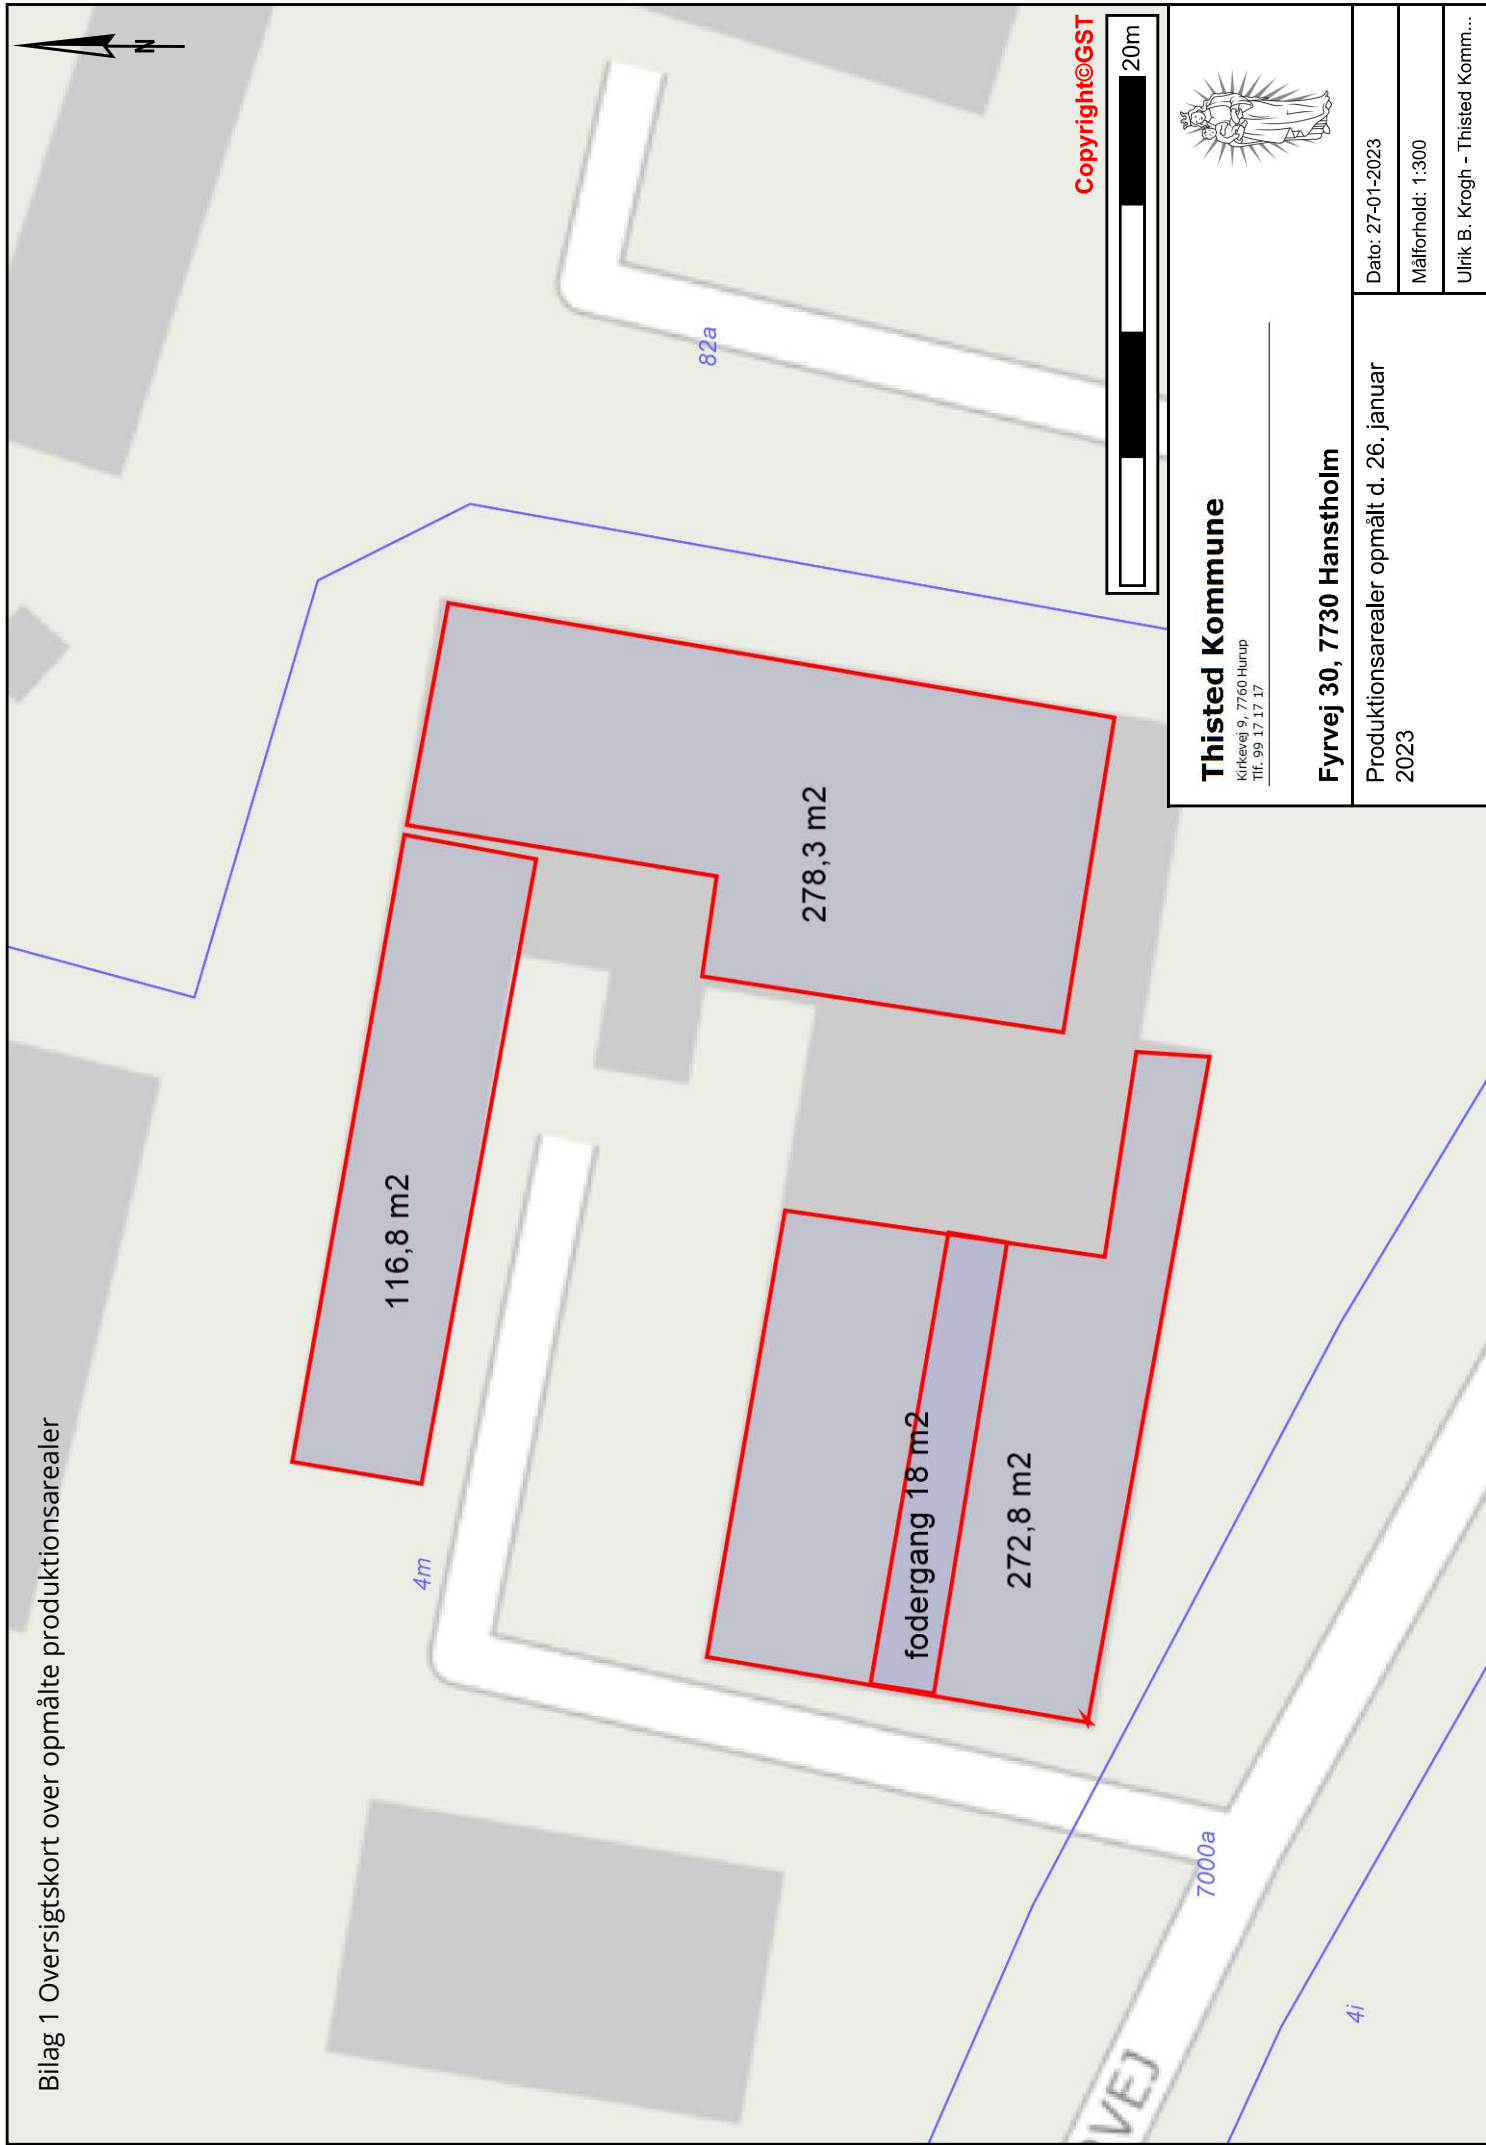 Bilag 1 Oversigtskort over opmålte produktionsarealer
N
116,8 m2
4m
82a
278,3 m2
fodergang 18 m2
272,8 m2
7000a
4i
VEJ
Copyright©GST
20m
Thisted Kommune
Kirkevej 9, 7760 Hurup
Tlf. 99 17 17 17
Fyrvej 30, 7730 Hanstholm
Produktionsarealer opmålt d. 26. januar
2023
Dato: 27-01-2023
Målforhold: 1:300
Ulrik B. Krogh - Thisted Komm...